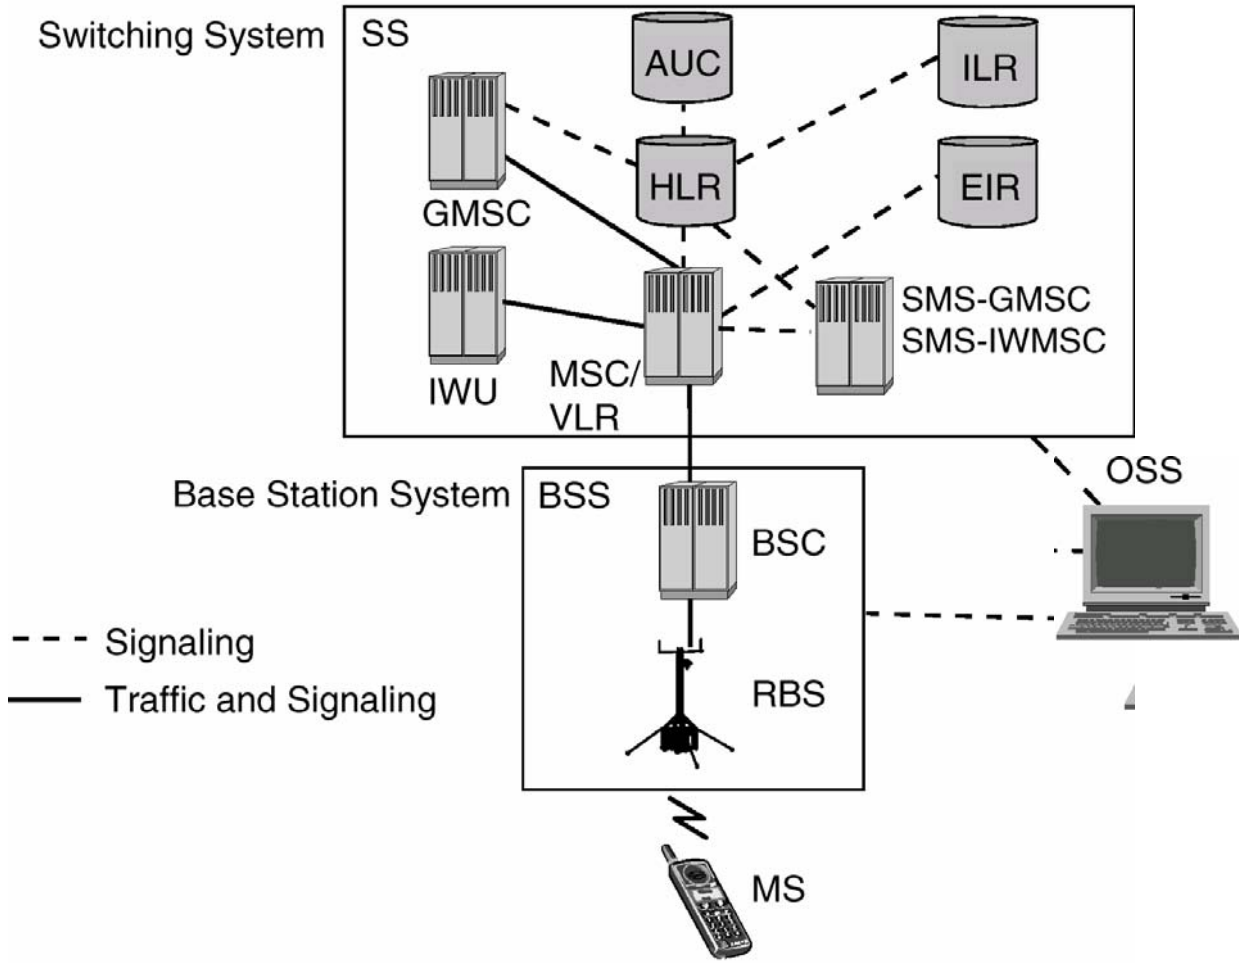 Switching System
SS
AUC
ILR
HLR
EIR
GMSC
SMS-GMSC
SMS-IWMSC
IWU
MSC/
VLR
OSS
Base Station System
BSS
BSC
Signaling
Traffic and Signaling
RBS
MS